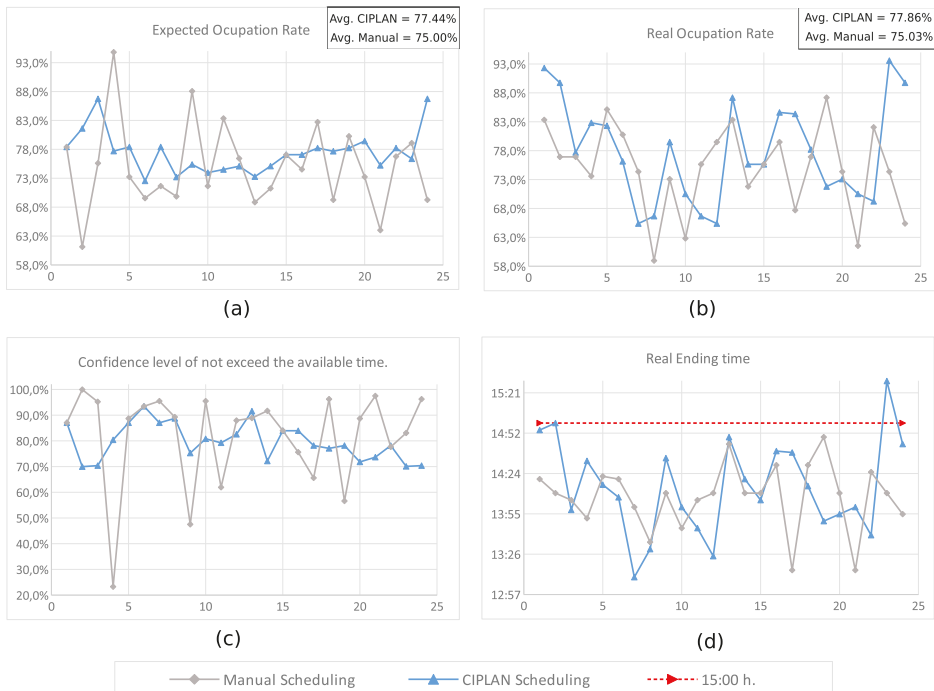 Expected Ocupation Rate
Avg. CIPLAN = 77.44%
Avg. Manual = 75.00%
93,0%
88,0%
83,0%
78,0%
73,0%
68,0%
63,0%
58,0%
0 5 10 15 20 25
(a)
Real Ocupation Rate
Avg. CIPLAN = 77.86%
Avg. Manual = 75.03%
93,0%
88,0%
83,0%
78,0%
73,0%
68,0%
63,0%
58,0%
0 5 10 15 20 25
(b)
Confidence level of not exceed the available time.
100,0%
90,0%
80,0%
70,0%
60,0%
50,0%
40,0%
30,0%
20,0%
0 5 10 15 20 25
(c)
Real Ending time
15:21
14:52
14:24
13:55
13:26
12:57
0 5 10 15 20 25
(d)
Manual Scheduling CIPLAN Scheduling 15:00 h.